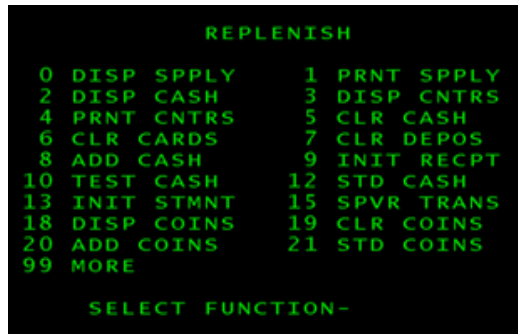 REPLENISH
0 DISP SPPLY 1 PRNT SPPLY
2 DISP CASH 3 DISP CNTRS
4 PRNT CNTRS 5 CLR CASH
6 CLR CARDS 7 CLR DEPOS
8 ADD CASH 9 INIT RECPT
10 TEST CASH 12 STD CASH
13 INIT STMNT 15 SPVR TRANS
18 DISP COINS 19 CLR COINS
20 ADD COINS 21 STD COINS
99 MORE
SELECT FUNCTION-